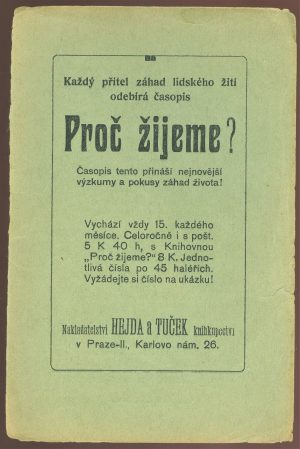 Každý přítel záhad lidského žití
odebírá časopis
Proč žijeme?
Časopis tento přináší nejnovější
výzkumy a pokusy záhad života!
Vychází vždy 15. každého
měsíce. Celoročně i s pošt.
5 K 40 h, s Knihovnou
„Proč žijeme?" 8 K. Jedno-
tlivá čísla po 45 haléřích.
Vyžádejte si číslo na ukázku!
Nakladatelství HEJDA a TUČEK knihkupectví
v Praze-II., Karlovo nám. 26.